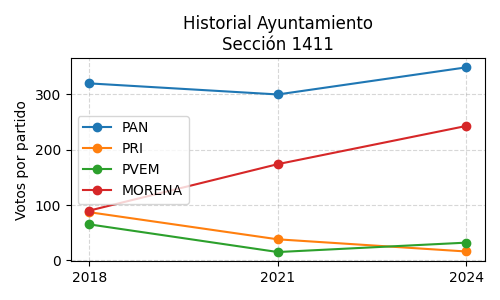 Historial Ayuntamiento
Sección 1411
Votos por partido
300
200
100
0
PAN
PRI
PVEM
MORENA
2018
2021
2024